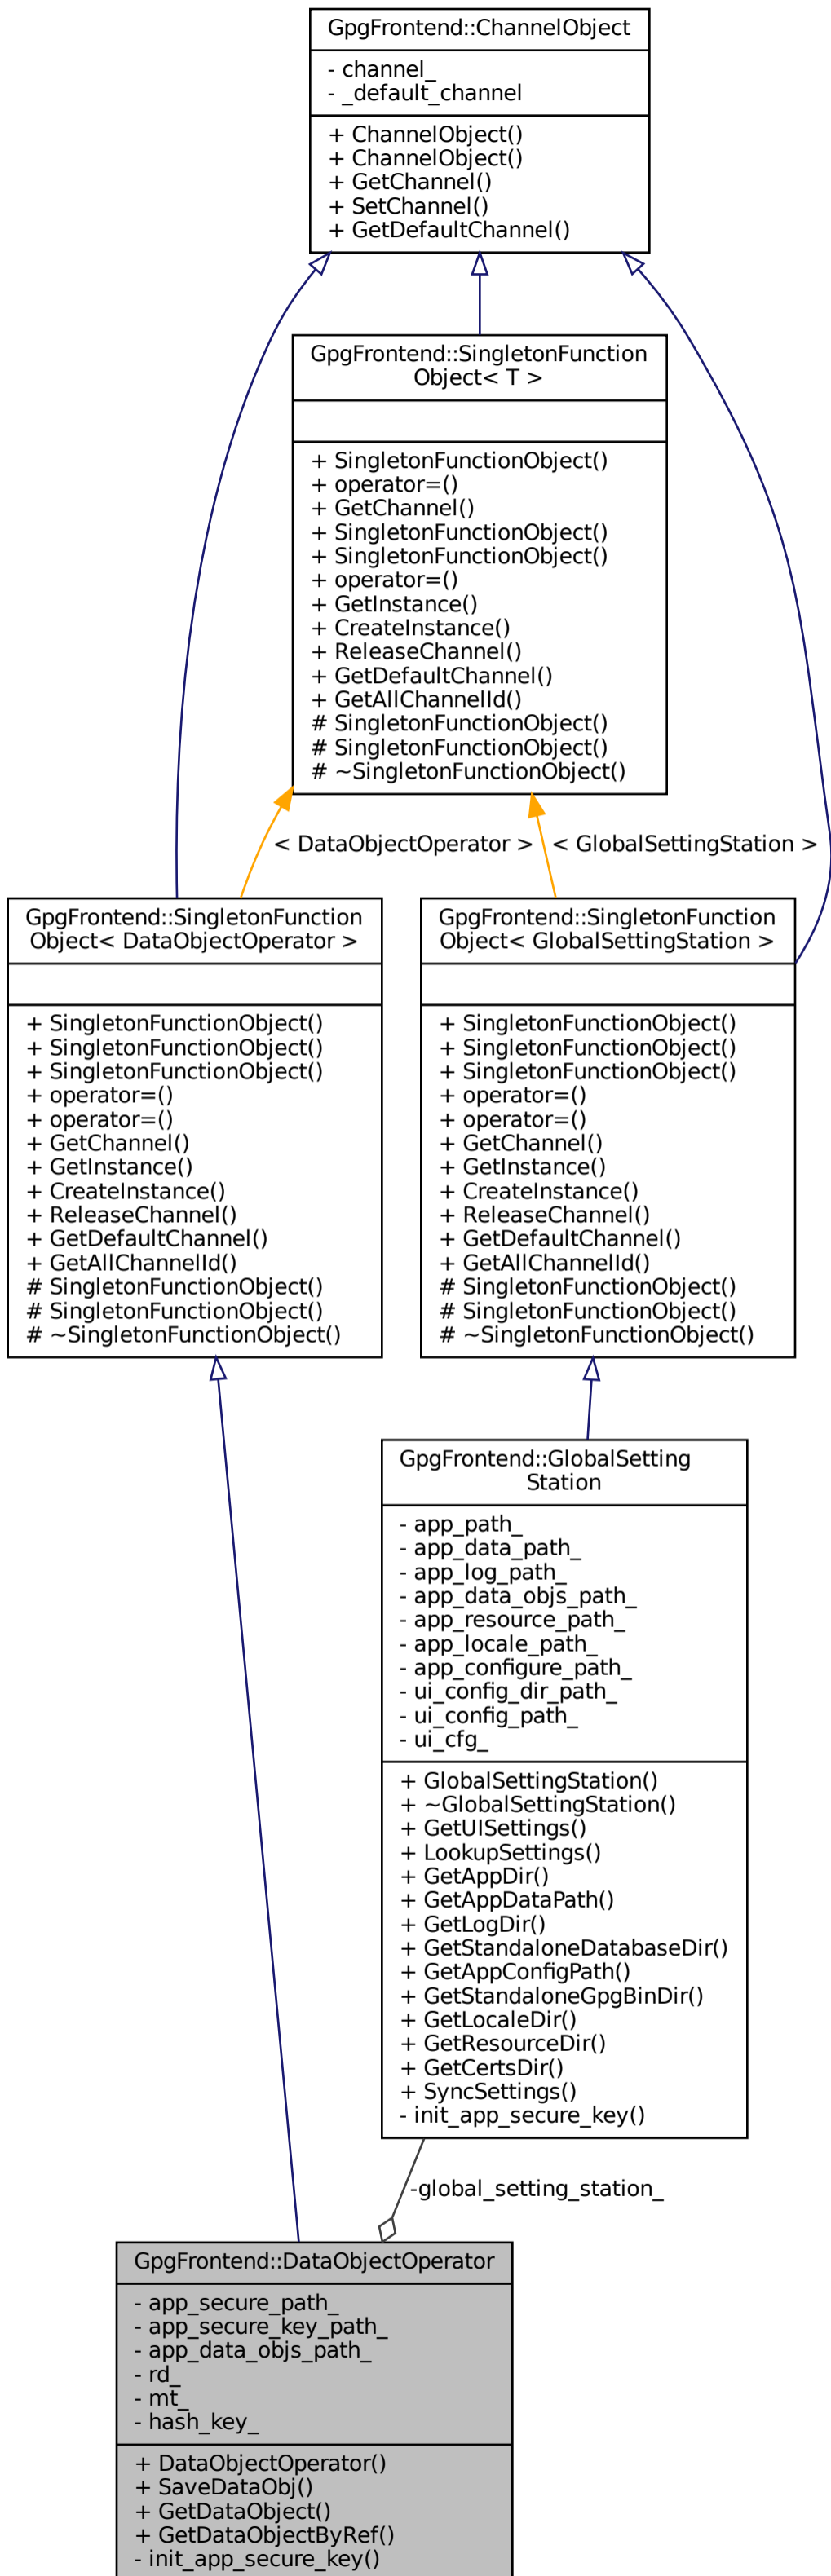 GpgFrontend::ChannelObject
- channel_
- _default_channel
+ ChannelObject()
+ ChannelObject()
+ GetChannel()
+ SetChannel()
+ GetDefaultChannel()
GpgFrontend::SingletonFunction
Object< T >
+ SingletonFunctionObject()
+ operator=()
+ GetChannel()
+ SingletonFunctionObject()
+ SingletonFunctionObject()
+ operator=()
+ GetInstance()
+ CreateInstance()
+ ReleaseChannel()
+ GetDefaultChannel()
+ GetAllChannelId()
# SingletonFunctionObject()
# SingletonFunctionObject()
# ~SingletonFunctionObject()
< DataObjectOperator >
< GlobalSettingStation >
GpgFrontend::SingletonFunction
Object< DataObjectOperator >
+ SingletonFunctionObject()
+ SingletonFunctionObject()
+ SingletonFunctionObject()
+ operator=()
+ operator=()
+ GetChannel()
+ GetInstance()
+ CreateInstance()
+ ReleaseChannel()
+ GetDefaultChannel()
+ GetAllChannelId()
# SingletonFunctionObject()
# SingletonFunctionObject()
# ~SingletonFunctionObject()
GpgFrontend::SingletonFunction
Object< GlobalSettingStation >
+ SingletonFunctionObject()
+ SingletonFunctionObject()
+ SingletonFunctionObject()
+ operator=()
+ operator=()
+ GetChannel()
+ GetInstance()
+ CreateInstance()
+ ReleaseChannel()
+ GetDefaultChannel()
+ GetAllChannelId()
# SingletonFunctionObject()
# SingletonFunctionObject()
# ~SingletonFunctionObject()
GpgFrontend::GlobalSetting
Station
- app_path_
- app_data_path_
- app_log_path_
- app_data_objs_path_
- app_resource_path_
- app_locale_path_
- app_configure_path_
- ui_config_dir_path_
- ui_config_path_
- ui_cfg_
+ GlobalSettingStation()
+ ~GlobalSettingStation()
+ GetUISettings()
+ LookupSettings()
+ GetAppDir()
+ GetAppDataPath()
+ GetLogDir()
+ GetStandaloneDatabaseDir()
+ GetAppConfigPath()
+ GetStandaloneGpgBinDir()
+ GetLocaleDir()
+ GetResourceDir()
+ GetCertsDir()
+ SyncSettings()
- init_app_secure_key()
-global_setting_station_
GpgFrontend::DataObjectOperator
- app_secure_path_
- app_secure_key_path_
- app_data_objs_path_
- rd_
- mt_
- hash_key_
+ DataObjectOperator()
+ SaveDataObj()
+ GetDataObject()
+ GetDataObjectByRef()
- init_app_secure_key()